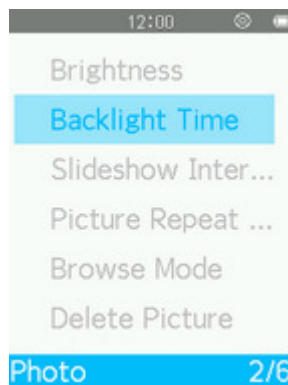 12:00
Brightness
Backlight Time
Slideshow Inter...
Picture Repeat ...
Browse Mode
Delete Picture
Photo 2/6